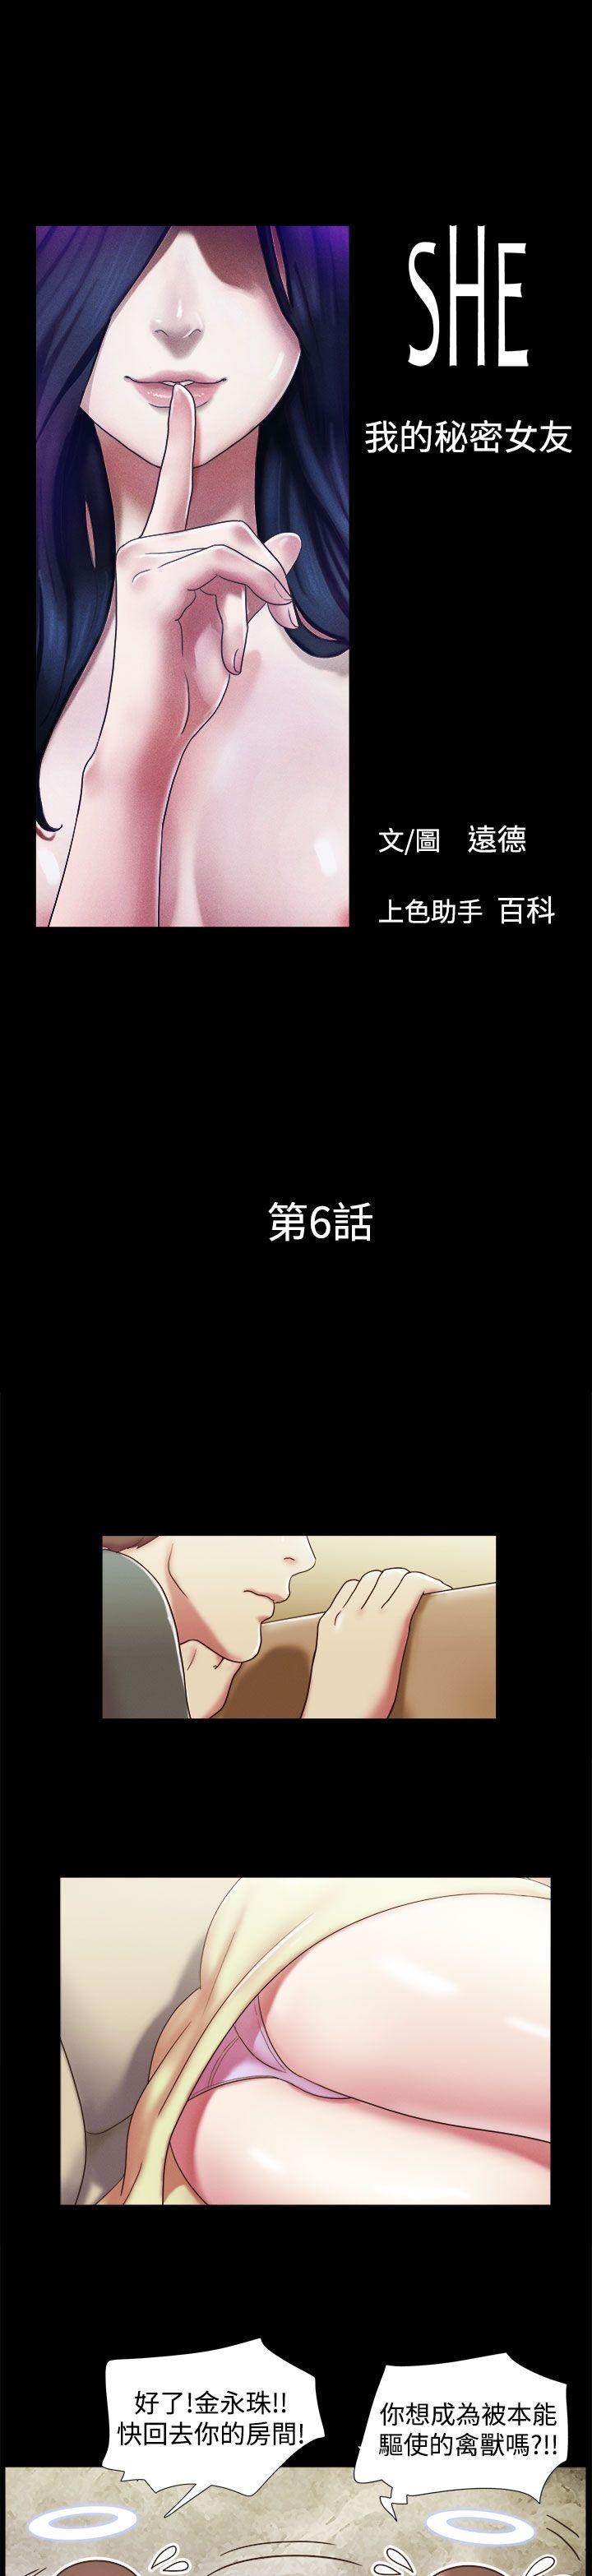 SHE
我的秘密女友
文/圖 遠德
上色助手 百科
第6話
好了!金永珠!!
快回去你的房間!
你想成為被本能
驅使的禽獸嗎?!!